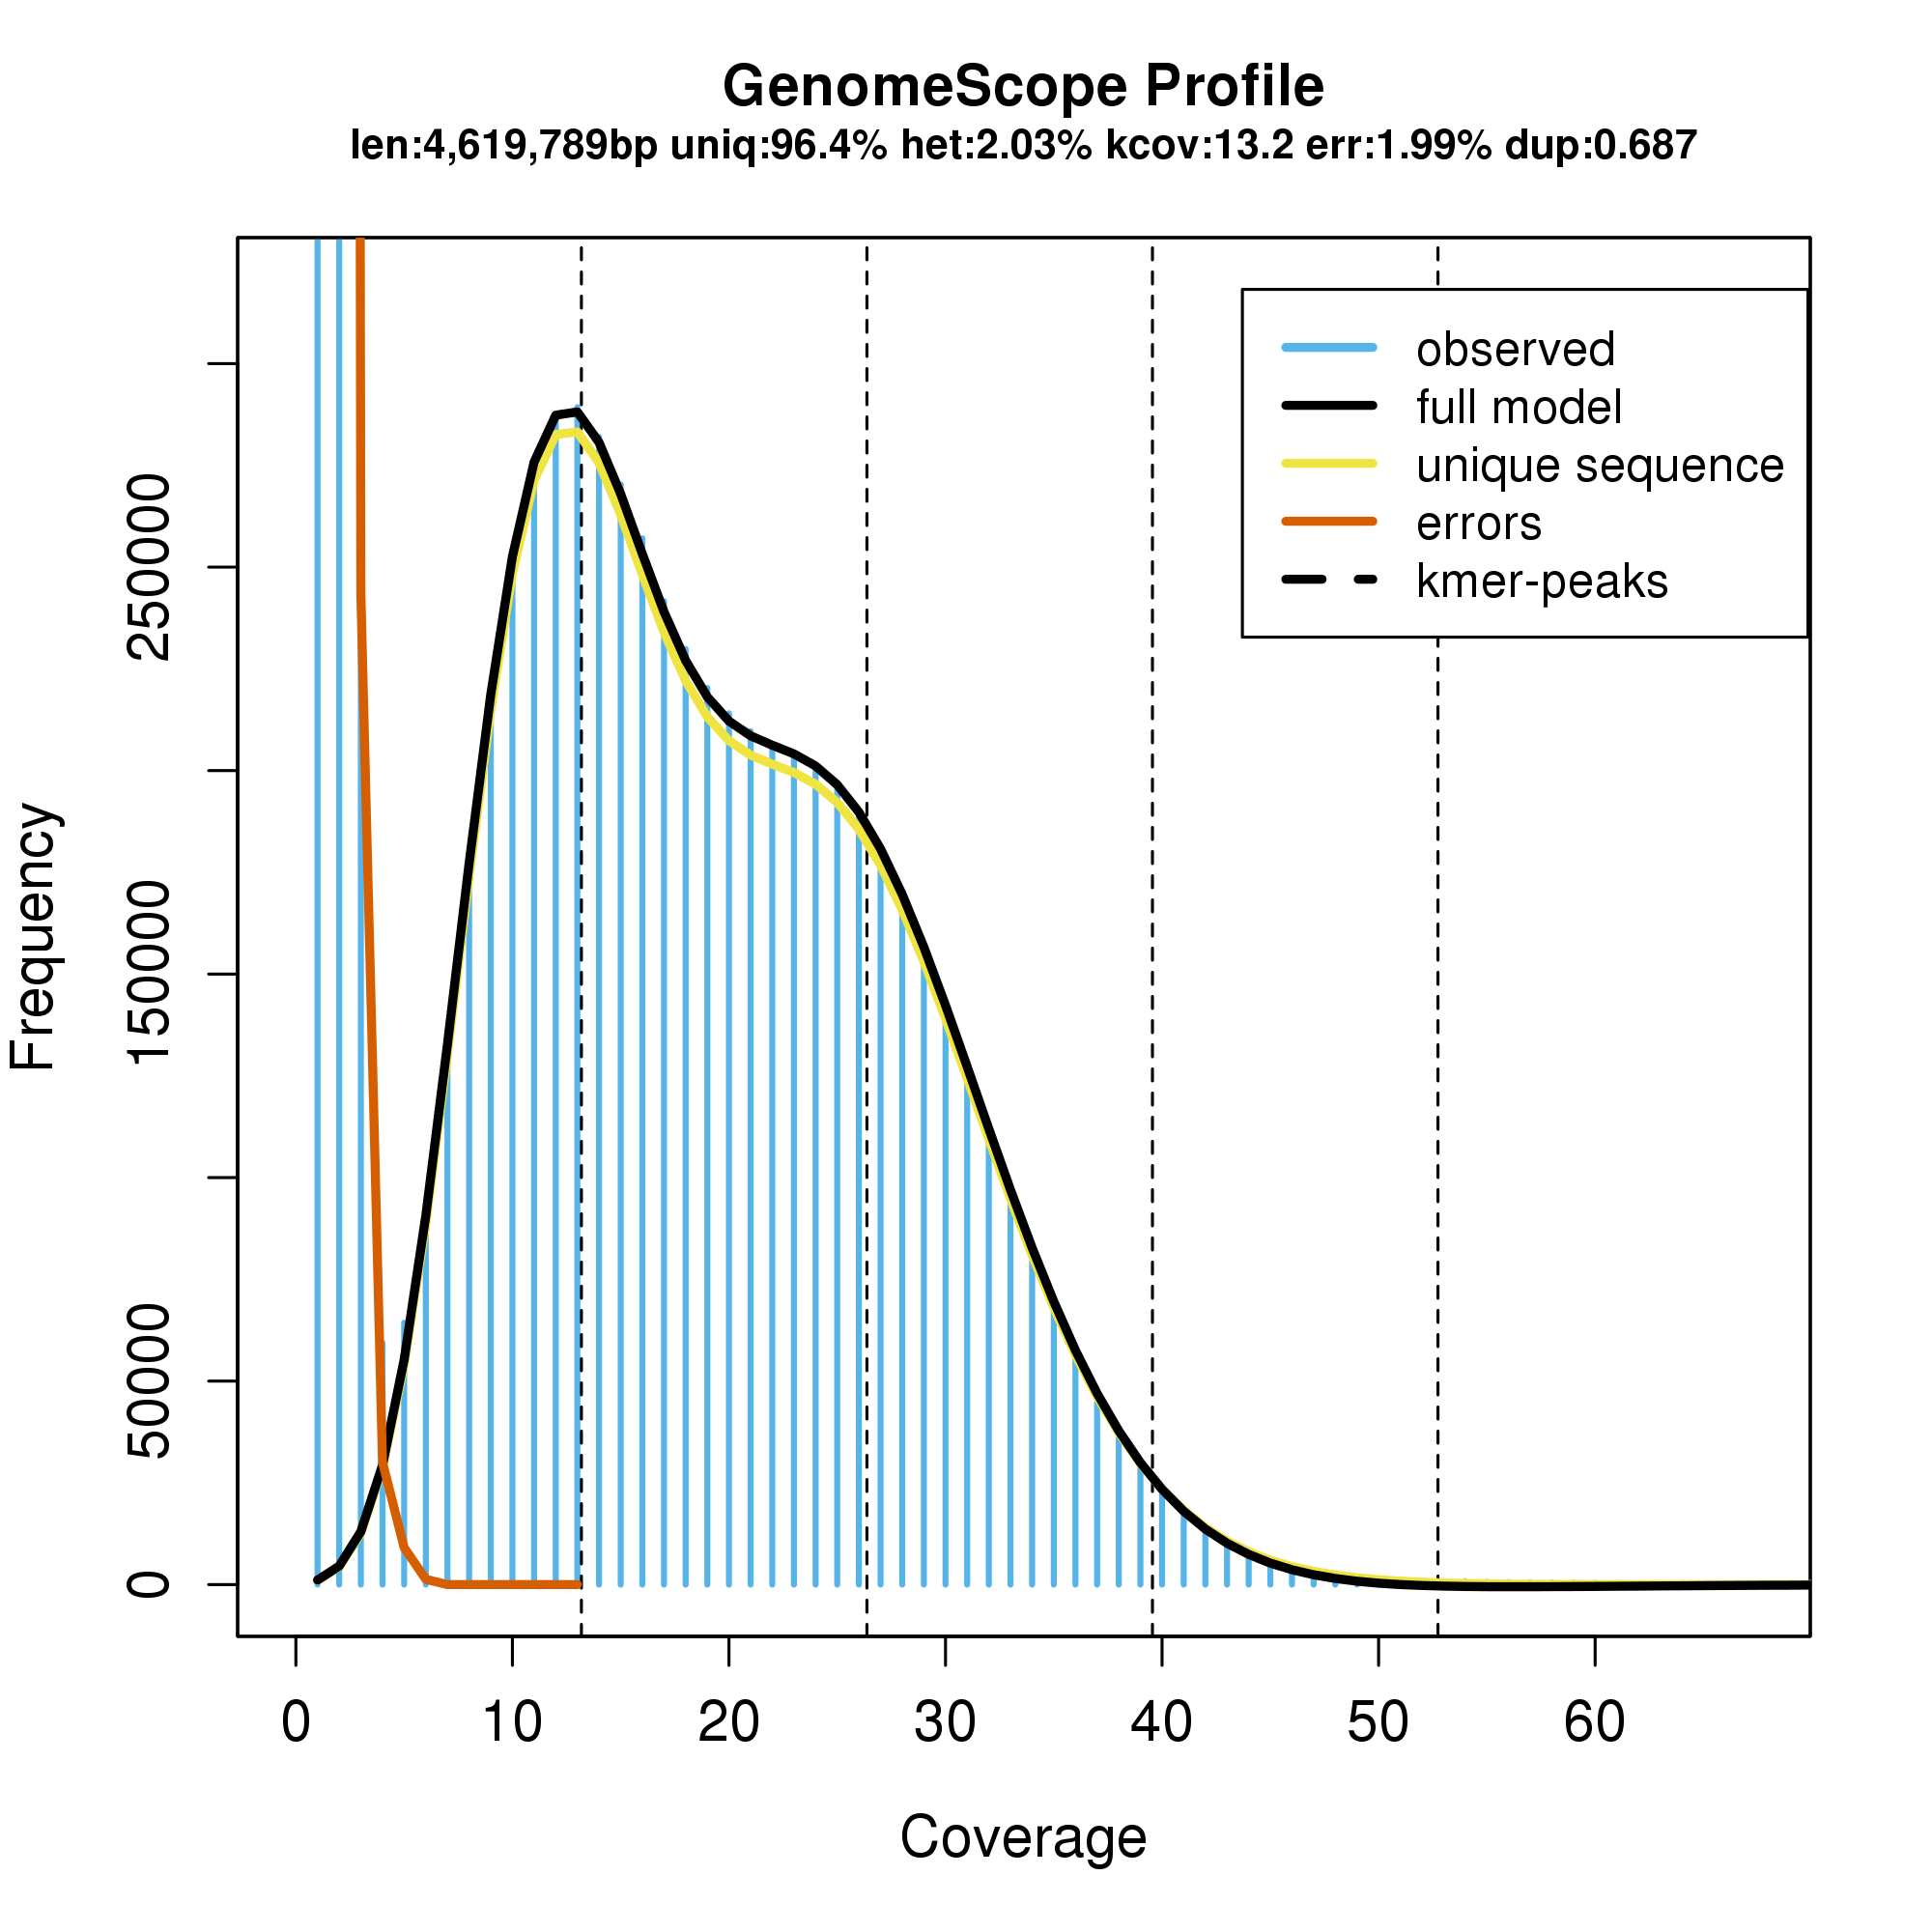 GenomeScope Profile
len:4,619,789bp uniq:96.4% het:2.03% kcov:13.2 err:1.99% dup:0.687
observed
full model
unique sequence
errors
kmer-peaks
Frequency
250000
150000
50000
0
0 10 20 30 40 50 60
Coverage